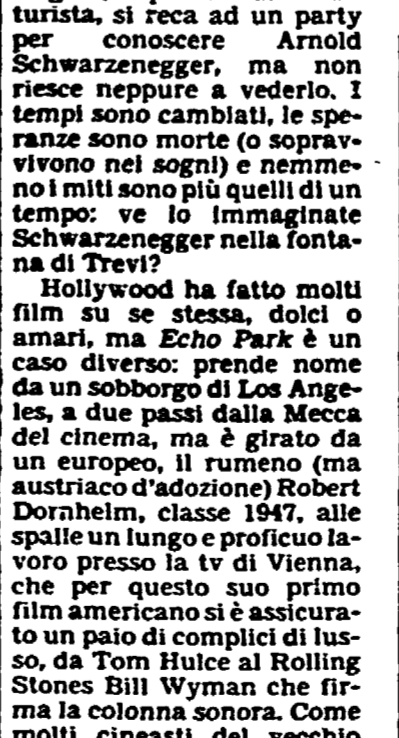 turista, si reca ad un party
per conoscere Arnold
Schwarzenegger, ma non
riesce neppure a vederlo. I
tempi sono cambiati, le spe-
ranze sono morte (o soprav-
vivono nei sogni) e nemme-
no i miti sono più quelli di un
tempo: ve lo immaginate
Schwarzenegger nella fonta-
na di Trevi?
Hollywood ha fatto molti
film su se stessa, dolci o
amari, ma Echo Park è un
caso diverso: prende nome
da un sobborgo di Los Ange-
les, a due passi dalla Mecca
del cinema, ma è girato da
un europeo, il rumeno (ma
austriaco d'adozione) Robert
Dornhelm, classe 1947, alle
spalle un lungo e proficuo la-
voro presso la tv di Vienna,
che per questo suo primo
film americano si è assicura-
to un paio di complici di lus-
so, da Tom Hulce al Rolling
Stones Bill Wyman che fir-
ma la colonna sonora. Come
molti cineasti del vecchio